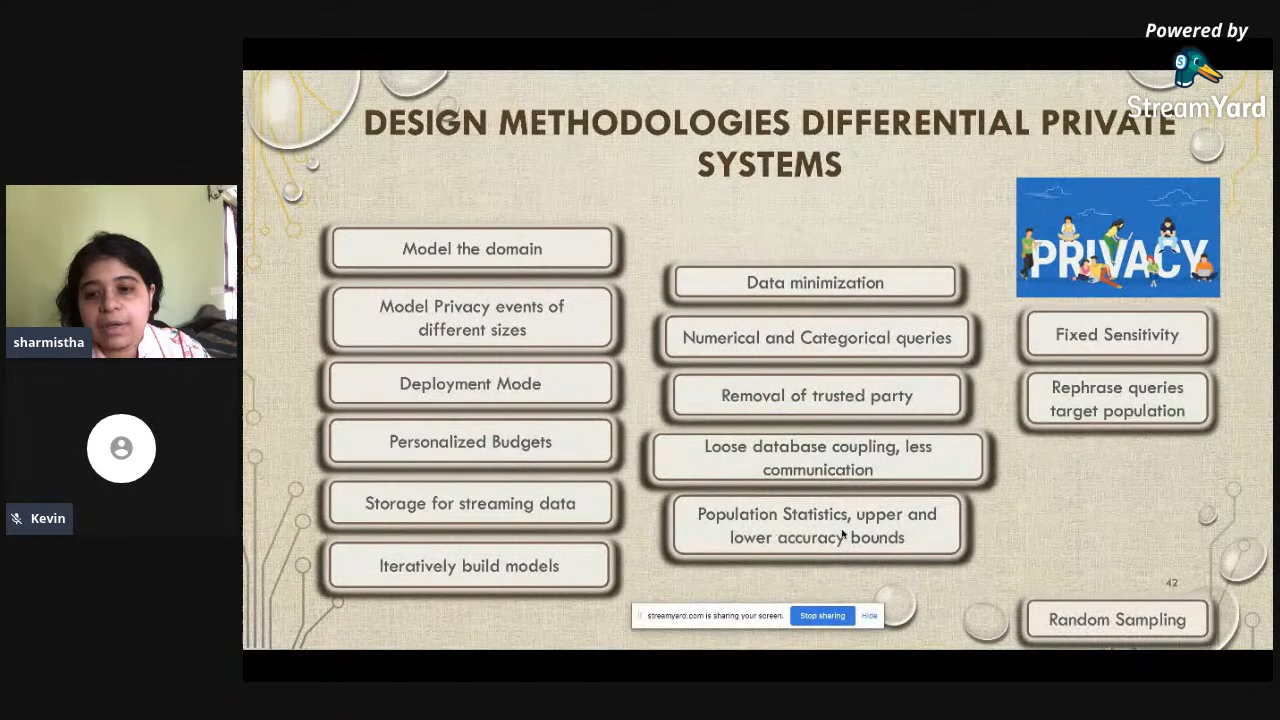 Powered by
StreamYard
DESIGN METHODOLOGIES DIFFERENTIAL PRIVATE
SYSTEMS
Model the domain
Model Privacy events of
different sizes
Deployment Mode
Personalized Budgets
Storage for streaming data
Iteratively build models
Data minimization
Numerical and Categorical queries
Removal of trusted party
Loose database coupling, less
communication
Population Statistics, upper and
lower accuracy bounds
PRIVACY
Fixed Sensitivity
Rephrase queries
target population
42
Random Sampling
streamyard.com is sharing your screen. Stop sharing Hide
sharmistha
Kevin